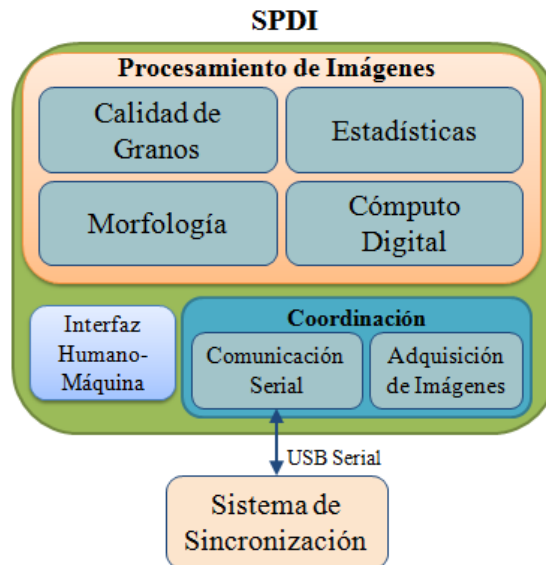 SPDI
Procesamiento de Imágenes
Calidad de
Granos
Estadísticas
Morfología
Cómputo
Digital
Interfaz
Humano-
Máquina
Coordinación
Comunicación
Serial
Adquisición
de Imágenes
USB Serial
Sistema de
Sincronización